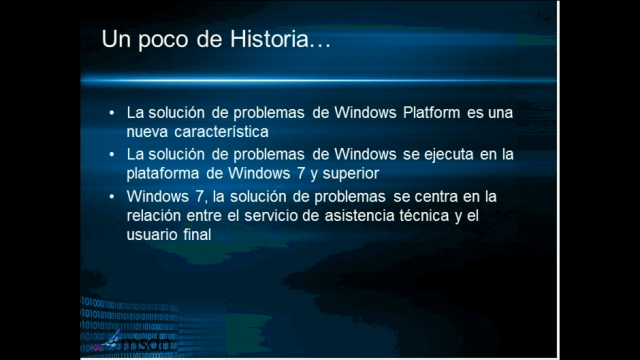 Un poco de Historia…
• La solución de problemas de Windows Platform es una
nueva característica
• La solución de problemas de Windows se ejecuta en la
plataforma de Windows 7 y superior
• Windows 7, la solución de problemas se centra en la
relación entre el servicio de asistencia técnica y el
usuario final